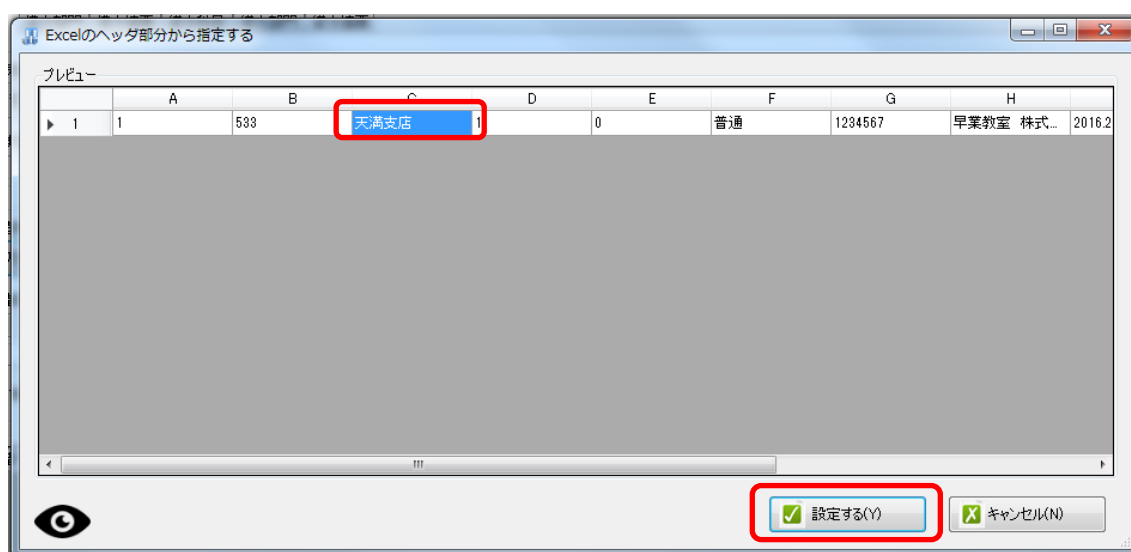 Excelのヘッダ部分から指定する
プレビュー
A B C D E F G H
1 1 533 天満支店 1 0 普通 1234567 早業教室 株式... 2016.2
設定する(Y) キャンセル(N)